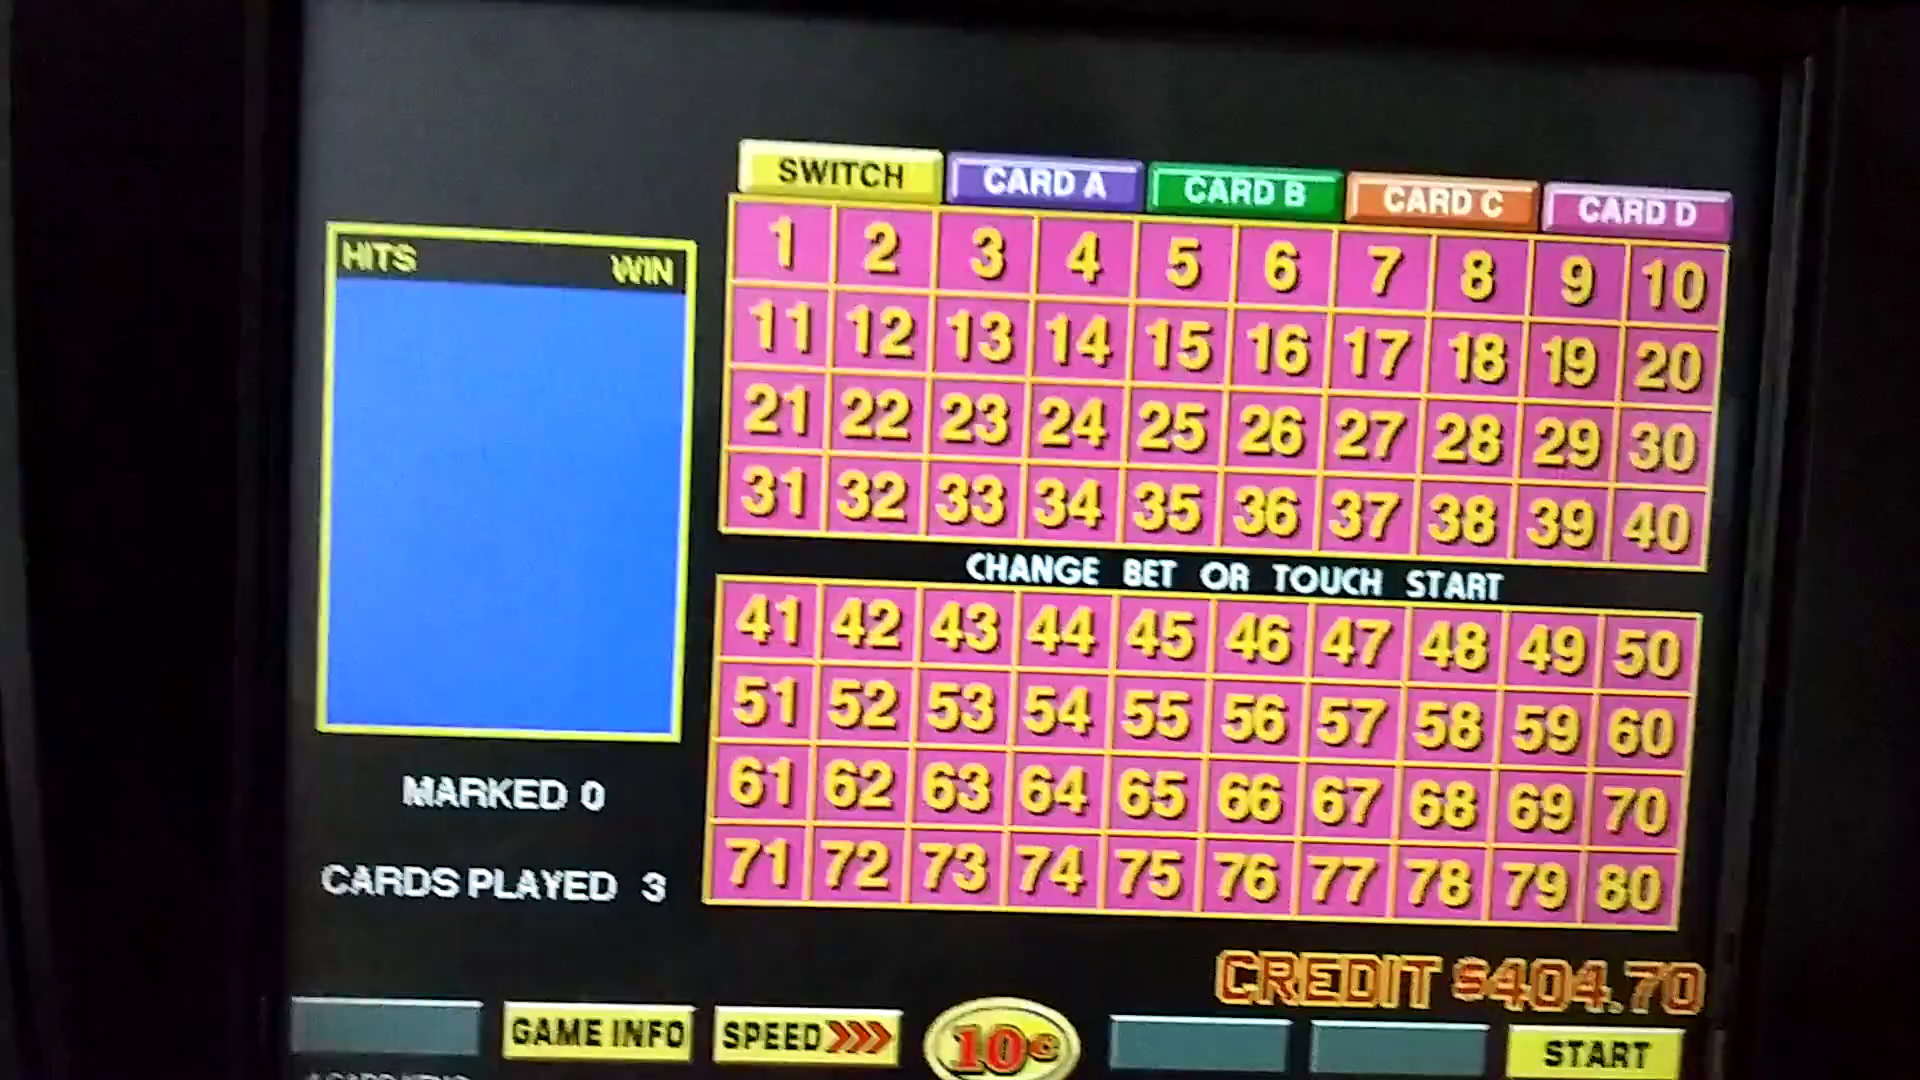 SWITCH CARD A CARD B CARD C CARD D
HITS WIN
1 2 3 4 5 6 7 8 9 10
11 12 13 14 15 16 17 18 19 20
21 22 23 24 25 26 27 28 29 30
31 32 33 34 35 36 37 38 39 40
CHANGE BET OR TOUCH START
41 42 43 44 45 46 47 48 49 50
51 52 53 54 55 56 57 58 59 60
61 62 63 64 65 66 67 68 69 70
71 72 73 74 75 76 77 78 79 80
MARKED 0
CARDS PLAYED 3
CREDIT $404.70
GAME INFO SPEED>>> 10¢ START